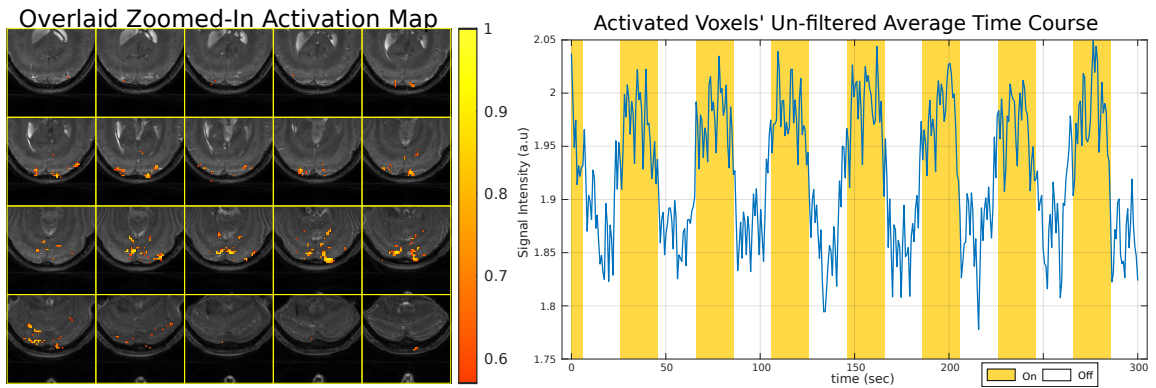 Overlaid Zoomed-In Activation Map
1
0.9
0.8
0.7
0.6
Activated Voxels' Un-filtered Average Time Course
Signal Intensity (a.u)
2.05
2
1.95
1.9
1.85
1.8
1.75
0 50 100 150 200 250 300
time (sec)
On Off